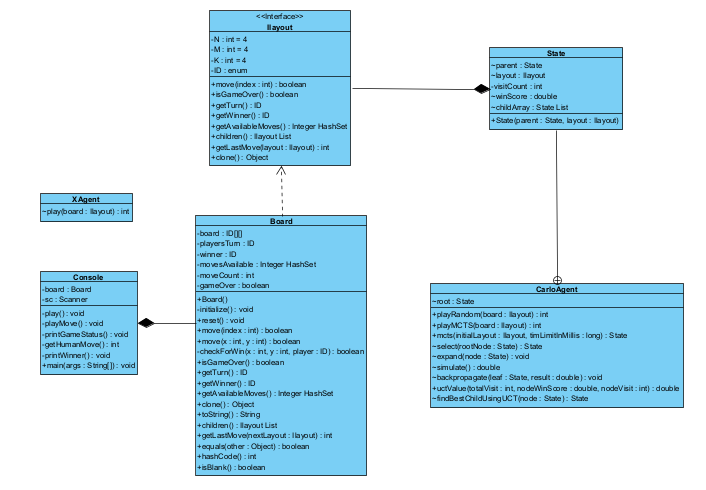 <<Interface>>
Ilayout
-N : int = 4
-M : int = 4
-K : int = 4
-ID : enum
+move(index : int) : boolean
+isGameOver() : boolean
+getTurn() : ID
+getWinner() : ID
+getAvailableMoves() : Integer HashSet
+children() : Ilayout List
+getLastMove(layout : Ilayout) : int
+clone() : Object
State
~parent : State
~layout : Ilayout
-visitCount : int
~winScore : double
~childArray : State List
+State(parent : State, layout : Ilayout)
XAgent
~play(board : Ilayout) : int
Board
-board : ID[][]
-playersTurn : ID
-winner : ID
-movesAvailable : Integer HashSet
-moveCount : int
-gameOver : boolean
+Board()
-initialize() : void
+reset() : void
+move(index : int) : boolean
+move(x : int, y : int) : boolean
-checkForWin(x : int, y : int, player : ID) : boolean
+isGameOver() : boolean
+getTurn() : ID
+getWinner() : ID
+getAvailableMoves() : Integer HashSet
+clone() : Object
+toString() : String
+children() : Ilayout List
+getLastMove(nextLayout : Ilayout) : int
+equals(other : Object) : boolean
+hashCode() : int
+isBlank() : boolean
Console
-board : Board
-sc : Scanner
-play() : void
-playMove() : void
-printGameStatus() : void
-getHumanMove() : int
-printWinner() : void
+main(args : String[]) : void
CarloAgent
~root : State
+playRandom(board : Ilayout) : int
+playMCTS(board : Ilayout) : int
~mcts(initialLayout : Ilayout, timLimitInMillis : long) : State
~select(rootNode : State) : State
~expand(node : State) : void
~simulate() : double
~backpropagate(leaf : State, result : double) : void
+uctValue(totalVisit : int, nodeWinScore : double, nodeVisit : int) : double
~findBestChildUsingUCT(node : State) : State